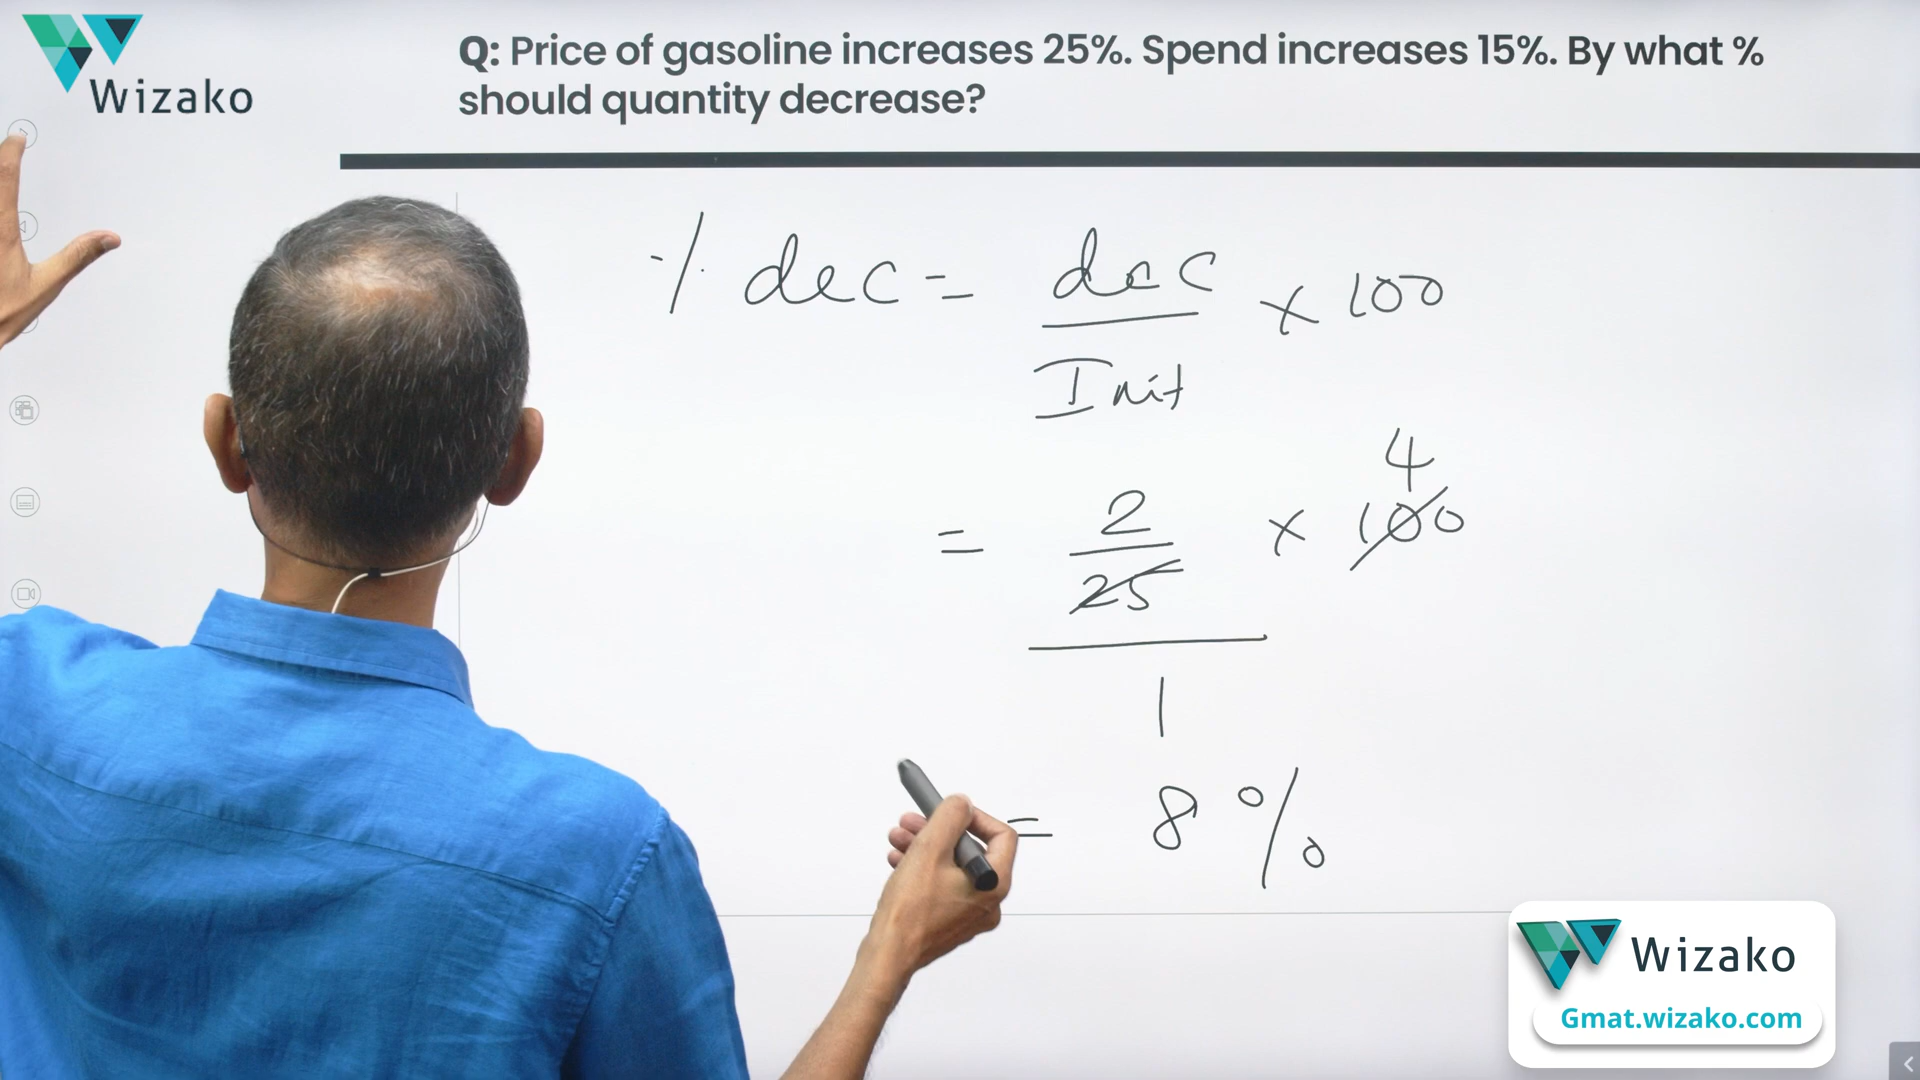 Wizako
Q: Price of gasoline increases 25%. Spend increases 15%. By what %
should quantity decrease?
% dec = dec / Init × 100
4
= 2 / 25 × 100
1
= 8 %
Wizako
Gmat.wizako.com